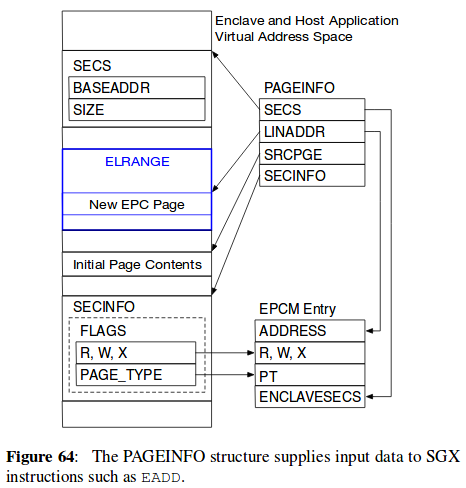 Enclave and Host Application
Virtual Address Space
SECS
BASEADDR
SIZE
ELRANGE
New EPC Page
Initial Page Contents
SECINFO
FLAGS
R, W, X
PAGE_TYPE
PAGEINFO
SECS
LINADDR
SRCPGE
SECINFO
EPCM Entry
ADDRESS
R, W, X
PT
ENCLAVESECS
Figure 64: The PAGEINFO structure supplies input data to SGX
instructions such as EADD.